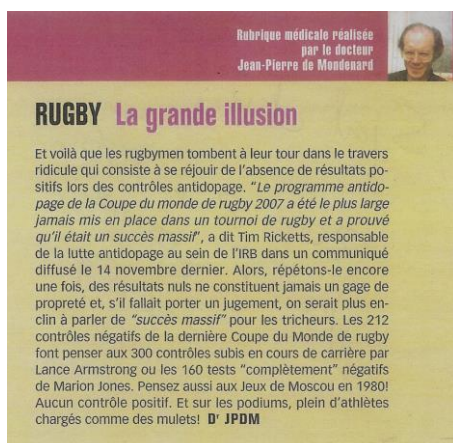 Rubrique médicale réalisée
par le docteur
Jean-Pierre de Mondenard
RUGBY La grande illusion
Et voilà que les rugbymen tombent à leur tour dans le travers
ridicule qui consiste à se réjouir de l'absence de résultats po-
sitifs lors des contrôles antidopage. "Le programme antido-
page de la Coupe du monde de rugby 2007 a été le plus large
jamais mis en place dans un tournoi de rugby et a prouvé
qu'il était un succès massif", a dit Tim Ricketts, responsable
de la lutte antidopage au sein de l'IRB dans un communiqué
diffusé le 14 novembre dernier. Alors, répétons-le encore
une fois, des résultats nuls ne constituent jamais un gage de
propreté et, s'il fallait porter un jugement, on serait plus en-
clin à parler de "succès massif" pour les tricheurs. Les 212
contrôles négatifs de la dernière Coupe du Monde de rugby
font penser aux 300 contrôles subis en cours de carrière par
Lance Armstrong ou les 160 tests "complètement" négatifs
de Marion Jones. Pensez aussi aux Jeux de Moscou en 1980!
Aucun contrôle positif. Et sur les podiums, plein d'athlètes
chargés comme des mulets! Dr JPDM